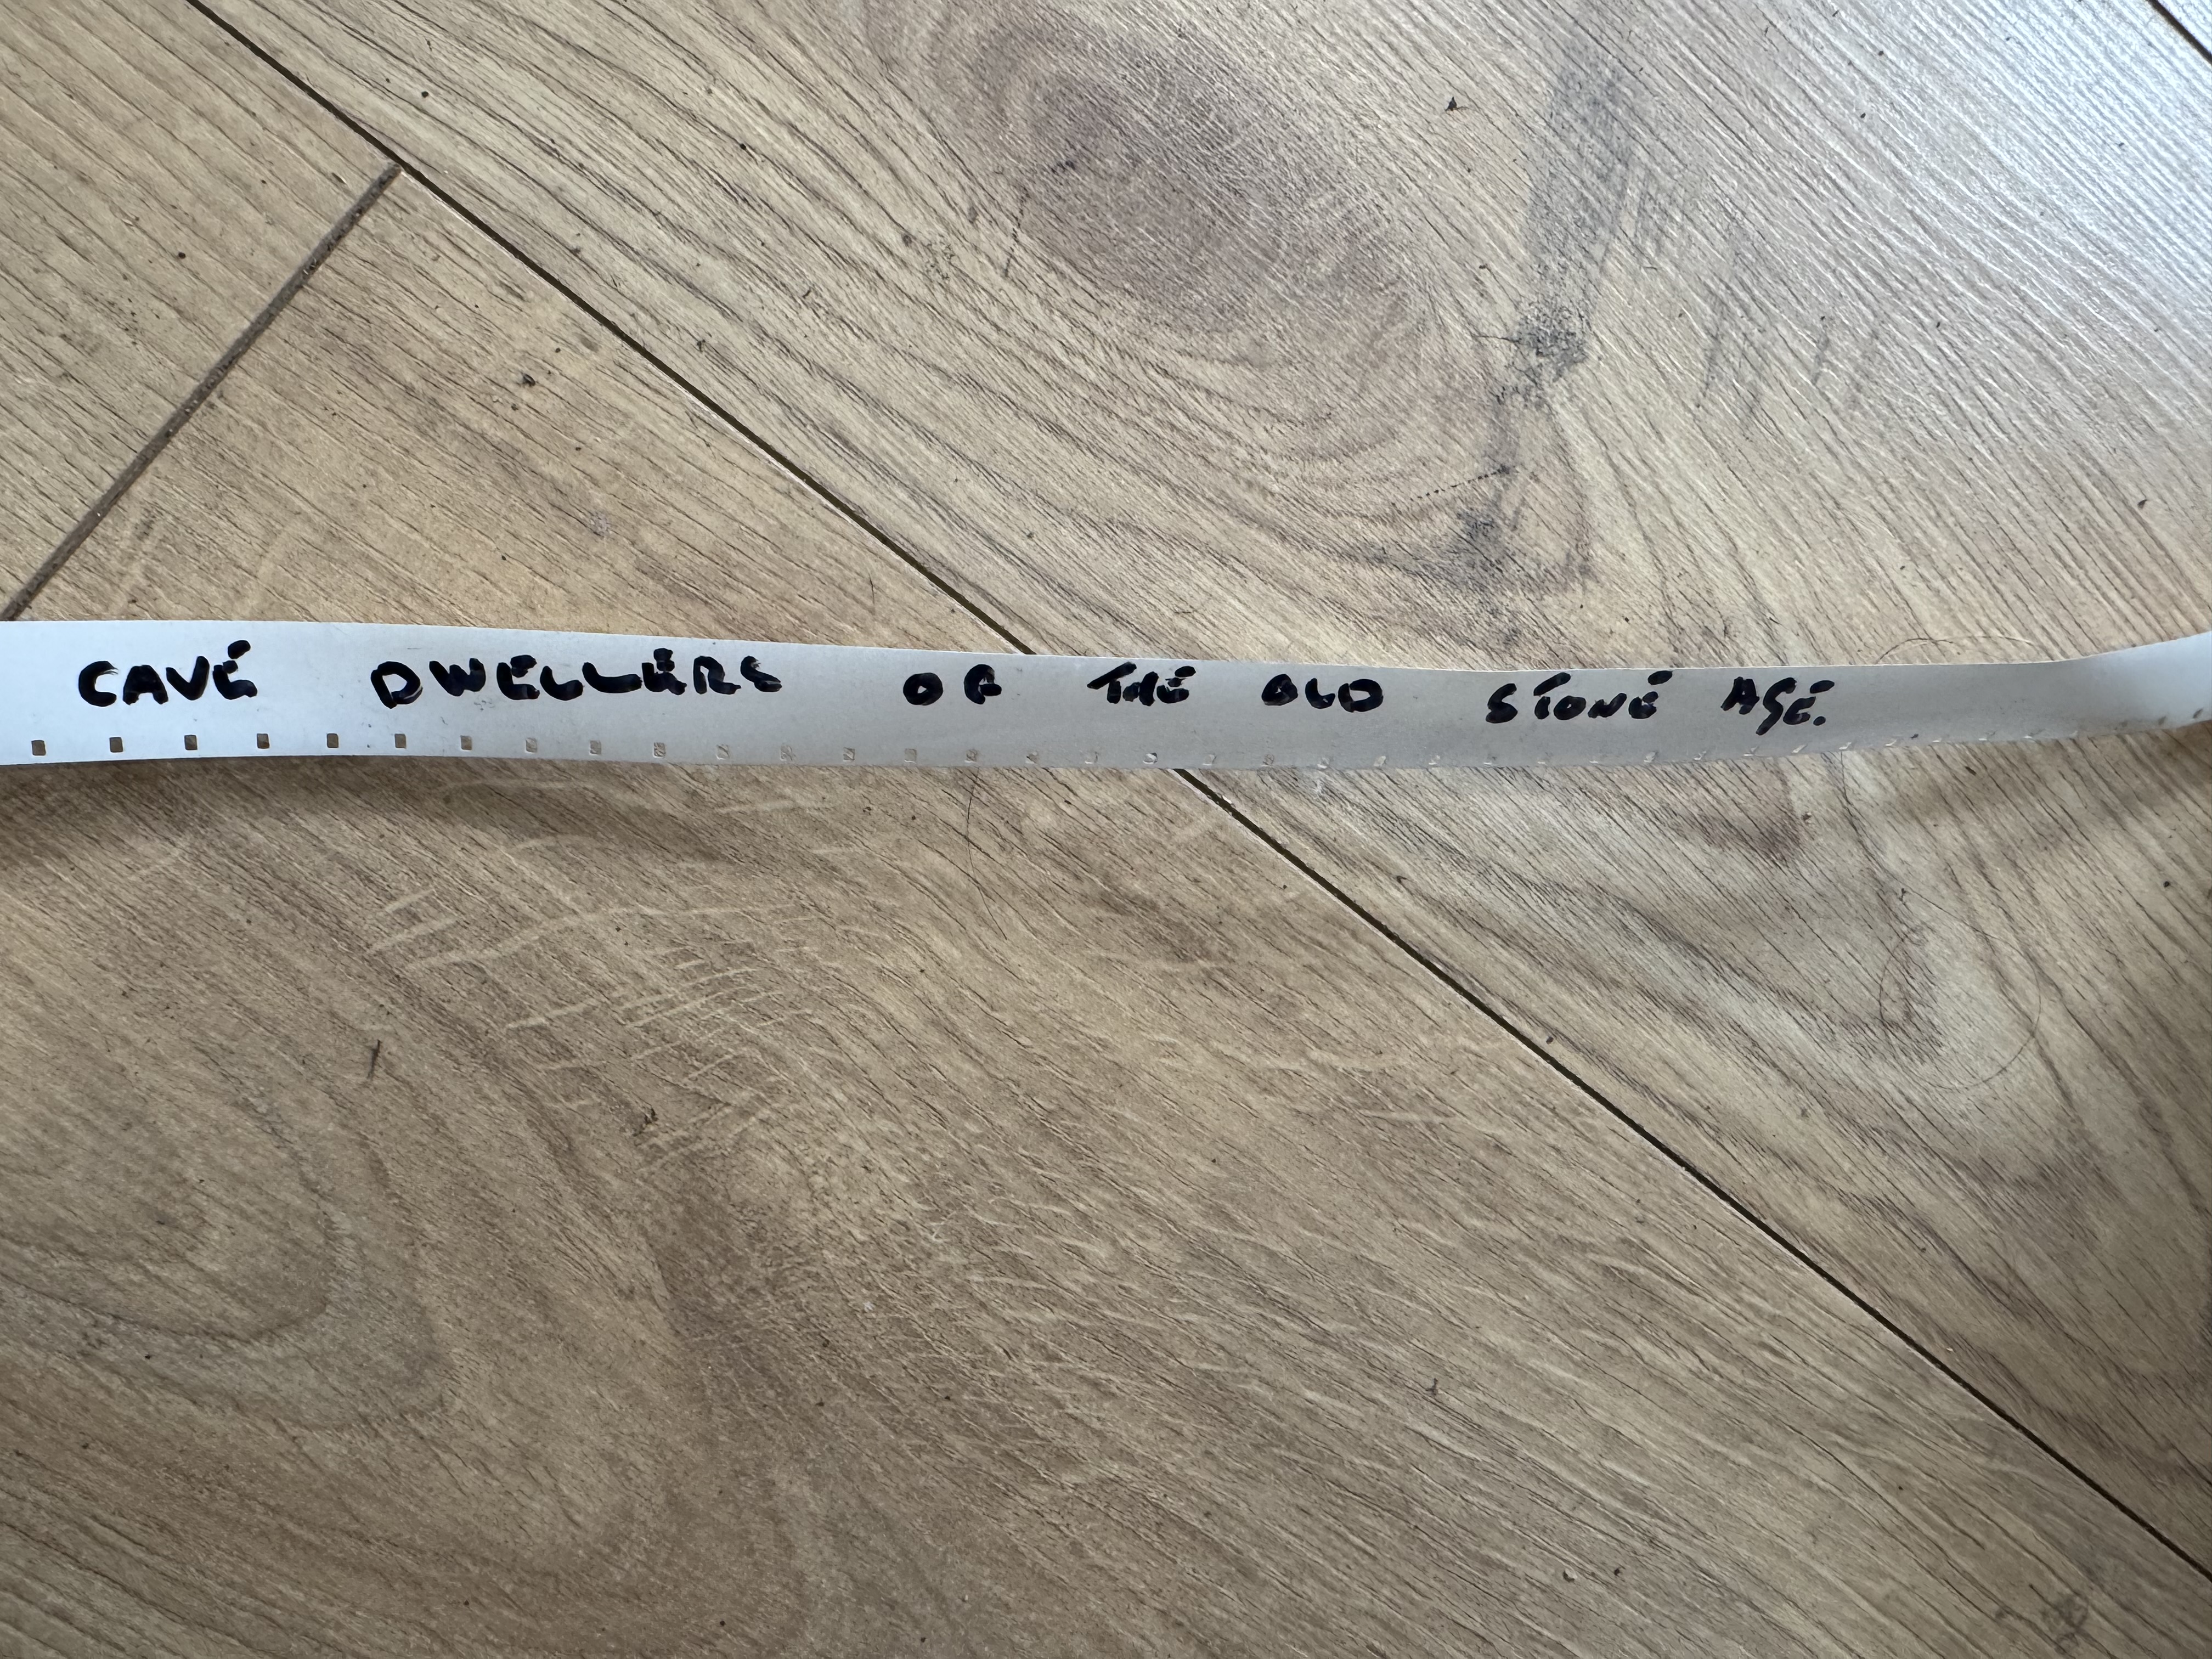 CAVE DWELLERS OF THE OLD STONE AGE.